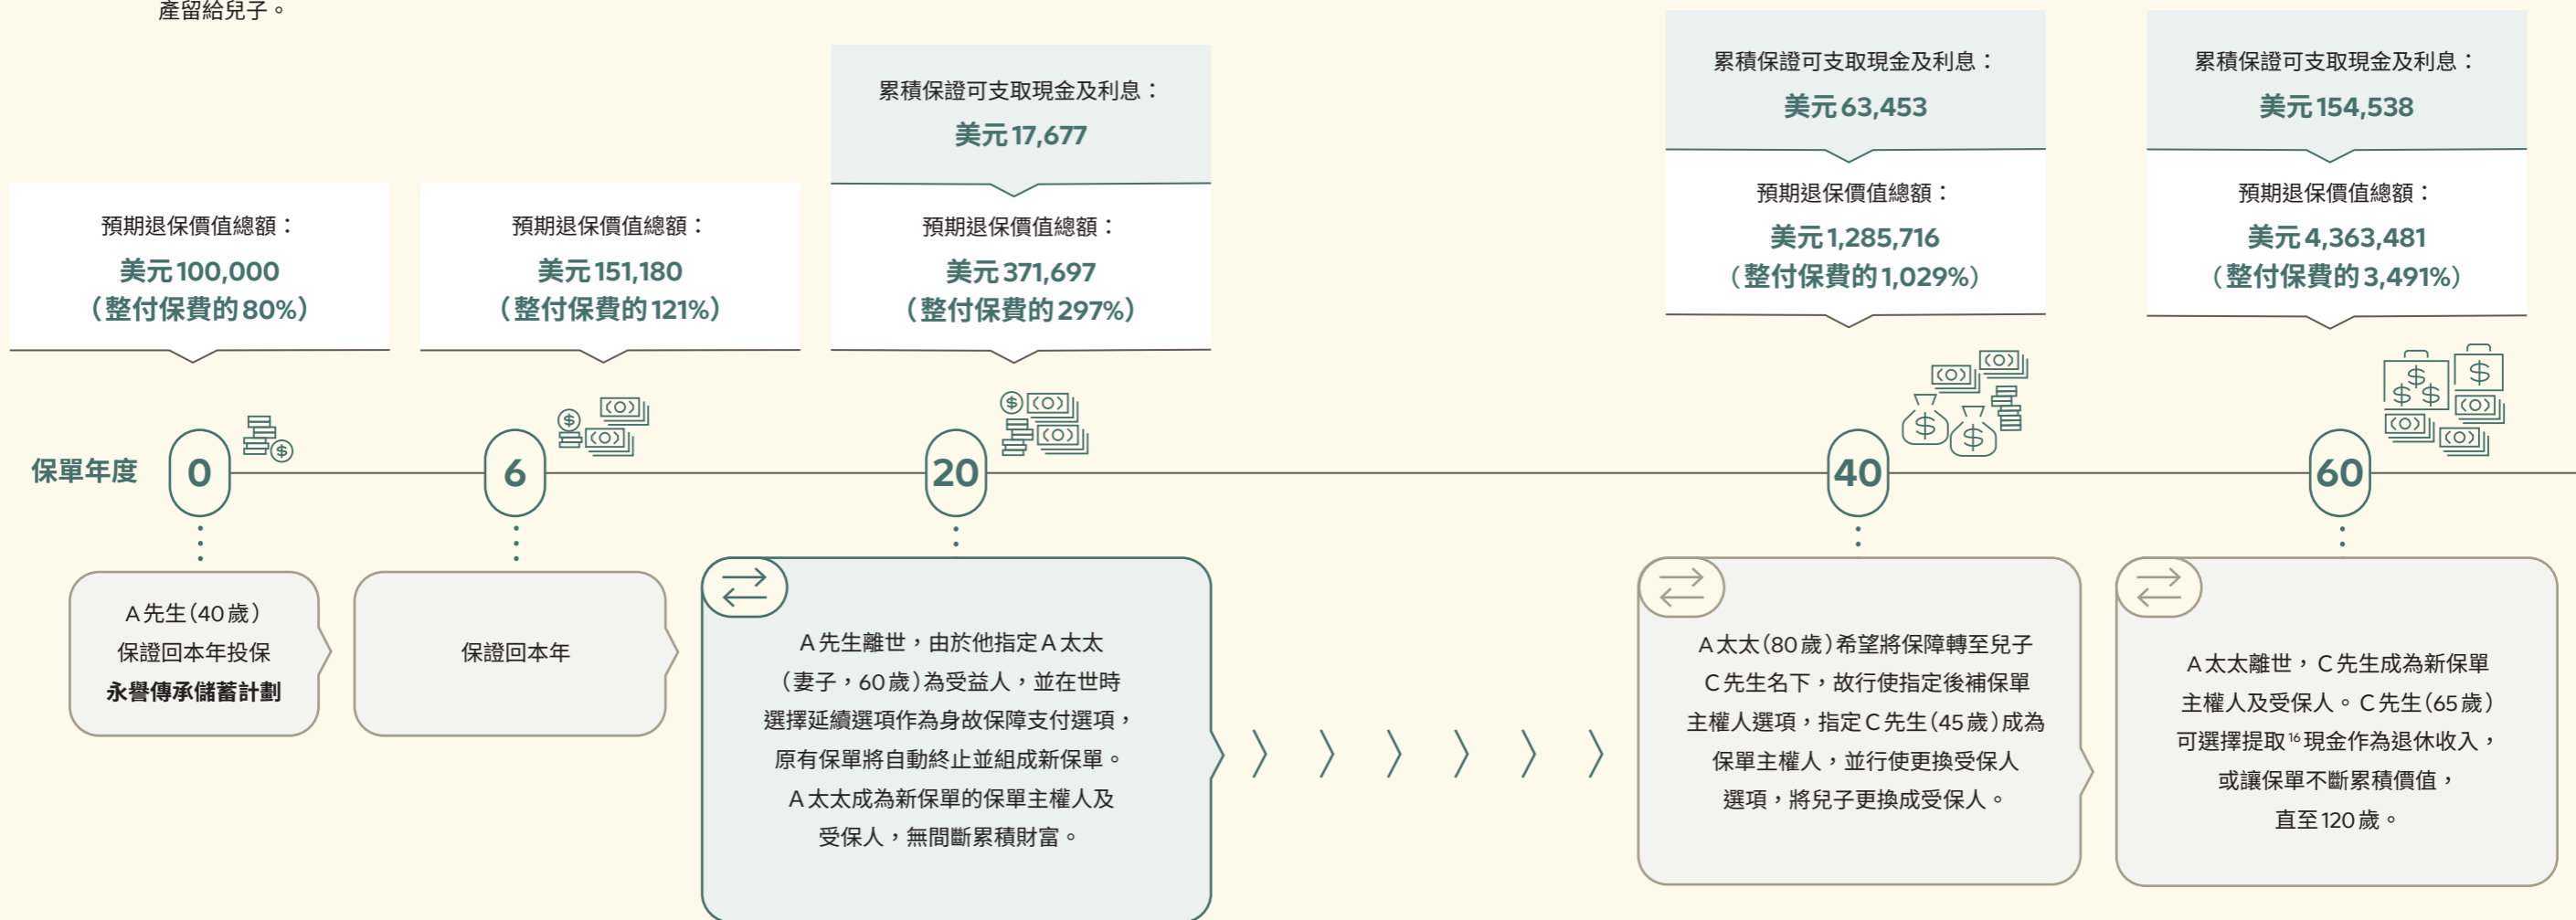 產留給兒子。
預期退保價值總額：
美元100,000
（整付保費的80%）
預期退保價值總額：
美元151,180
（整付保費的121%）
累積保證可支取現金及利息：
美元17,677
預期退保價值總額：
美元371,697
（整付保費的297%）
累積保證可支取現金及利息：
美元63,453
預期退保價值總額：
美元1,285,716
（整付保費的1,029%）
累積保證可支取現金及利息：
美元154,538
預期退保價值總額：
美元4,363,481
（整付保費的3,491%）
保單年度
0
6
20
40
60
A先生（40歲）
保證回本年投保
永譽傳承儲蓄計劃
保證回本年
A先生離世，由於他指定A太太
（妻子，60歲）為受益人，並在世時
選擇延續選項作為身故保障支付選項，
原有保單將自動終止並組成新保單。
A太太成為新保單的保單主權人及
受保人，無間斷累積財富。
A太太（80歲）希望將保障轉至兒子
C先生名下，故行使指定後補保單
主權人選項，指定C先生（45歲）成為
保單主權人，並行使更換受保人
選項，將兒子更換成受保人。
A太太離世，C先生成為新保單
主權人及受保人。C先生（65歲）
可選擇提取16現金作為退休收入，
或讓保單不斷累積價值，
直至120歲。